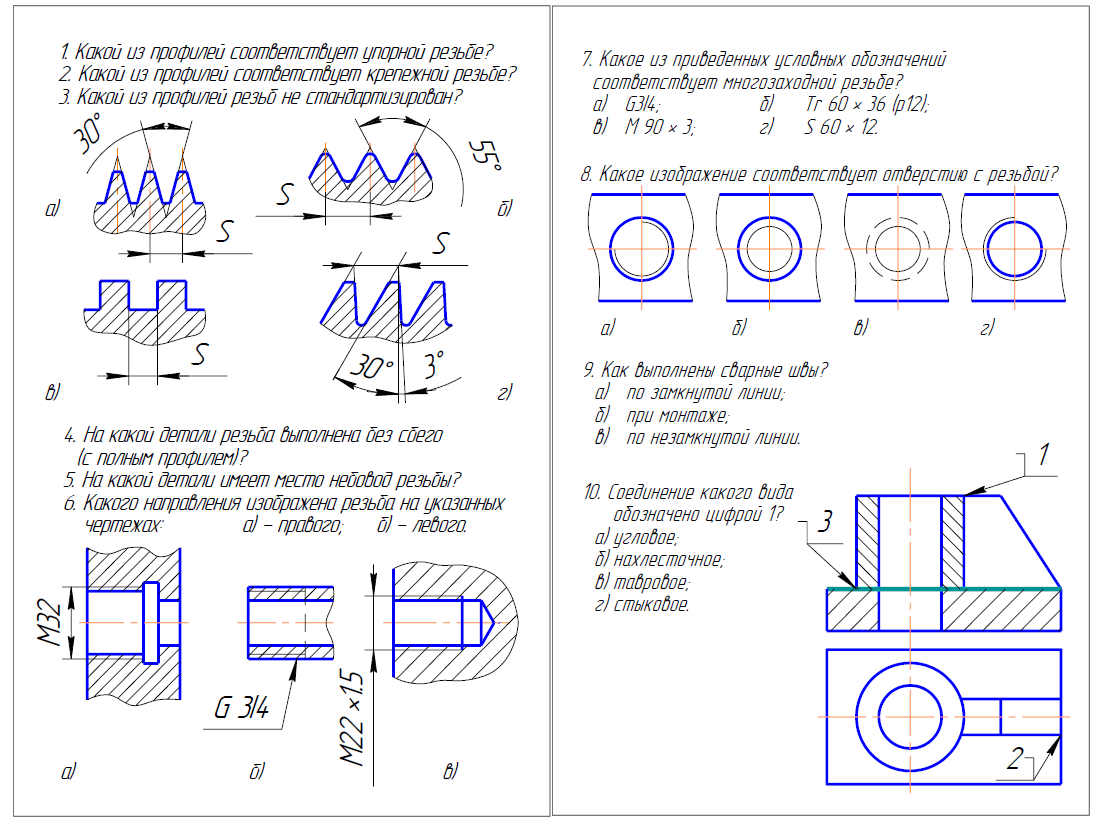 1. Какой из профилей соответствует упорной резьбе?
2. Какой из профилей соответствует крепежной резьбе?
3. Какой из профилей резьб не стандартизирован?
30°
55°
S
а)
б)
S
S
S
30°
3°
в)
г)
4. На какой детали резьба выполнена без сбего
(с полным профилем)?
5. На какой детали имеет место небовод резьбы?
6. Какого направления изображена резьба на указанных
чертежах: а) – правого; б) – левого.
M32
G 3/4
M22 ×1.5
а)
б)
в)
7. Какое из приведенных условных обозначений
соответствует многозаходной резьбе?
а) G3/4; б) Tr 60 × 36 (p12);
в) M 90 × 3; г) S 60 × 12.
8. Какое изображение соответствует отверстию с резьбой?
а) б) в) г)
9. Как выполнены сварные швы?
а) по замкнутой линии;
б) при монтаже;
в) по незамкнутой линии.
10. Соединение какого вида
обозначено цифрой 1?
а) угловое;
б) нахлесточное;
в) тавровое;
г) стыковое.
1
3
2